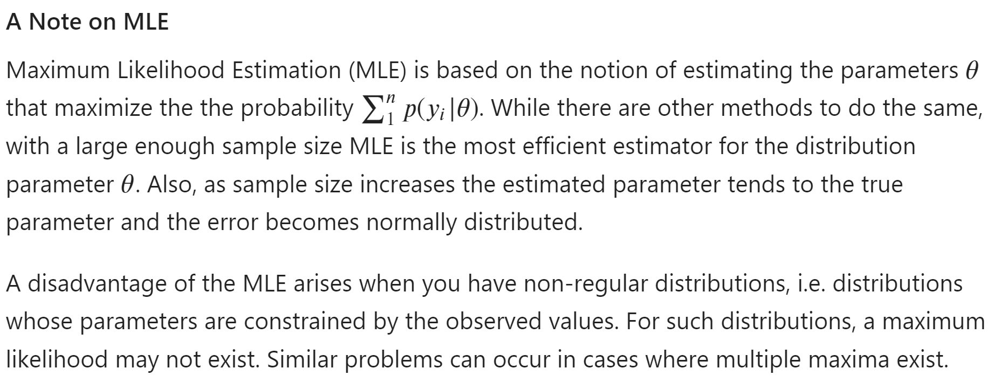 A Note on MLE
Maximum Likelihood Estimation (MLE) is based on the notion of estimating the parameters θ
that maximize the the probability ∑₁ⁿ p(yᵢ|θ). While there are other methods to do the same,
with a large enough sample size MLE is the most efficient estimator for the distribution
parameter θ. Also, as sample size increases the estimated parameter tends to the true
parameter and the error becomes normally distributed.
A disadvantage of the MLE arises when you have non-regular distributions, i.e. distributions
whose parameters are constrained by the observed values. For such distributions, a maximum
likelihood may not exist. Similar problems can occur in cases where multiple maxima exist.